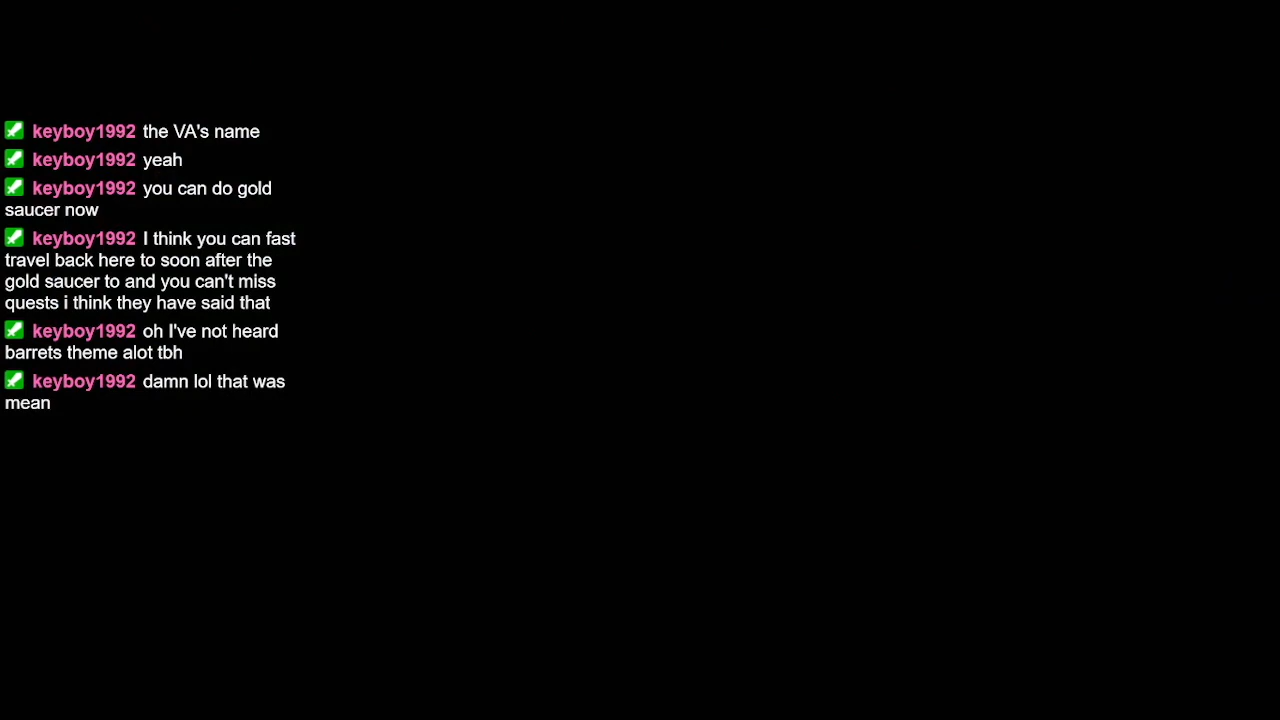 keyboy1992 the VA's name
keyboy1992 yeah
keyboy1992 you can do gold
saucer now
keyboy1992 I think you can fast
travel back here to soon after the
gold saucer to and you can't miss
quests i think they have said that
keyboy1992 oh I've not heard
barrets theme alot tbh
keyboy1992 damn lol that was
mean